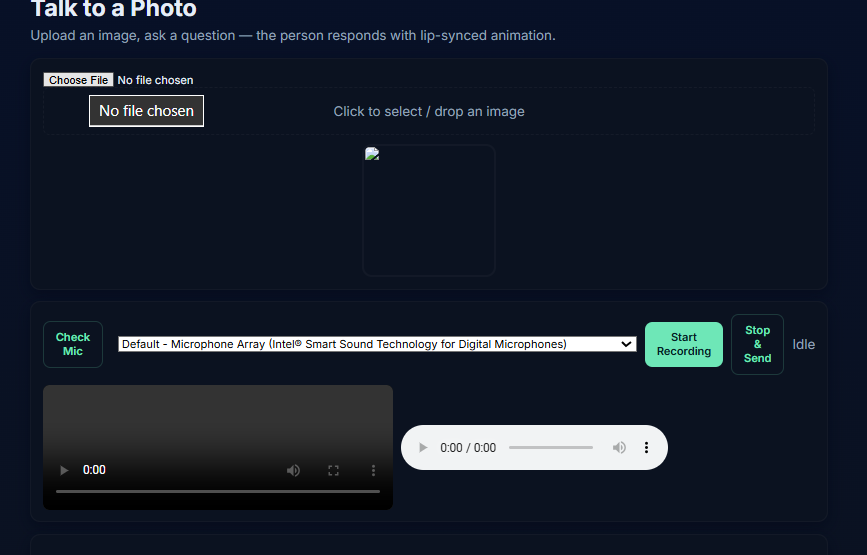 Talk to a Photo
Upload an image, ask a question — the person responds with lip-synced animation.
Choose File No file chosen
No file chosen
Click to select / drop an image
Check
Mic
Default - Microphone Array (Intel® Smart Sound Technology for Digital Microphones)
Start
Recording
Stop
&
Send
Idle
0:00
0:00 / 0:00